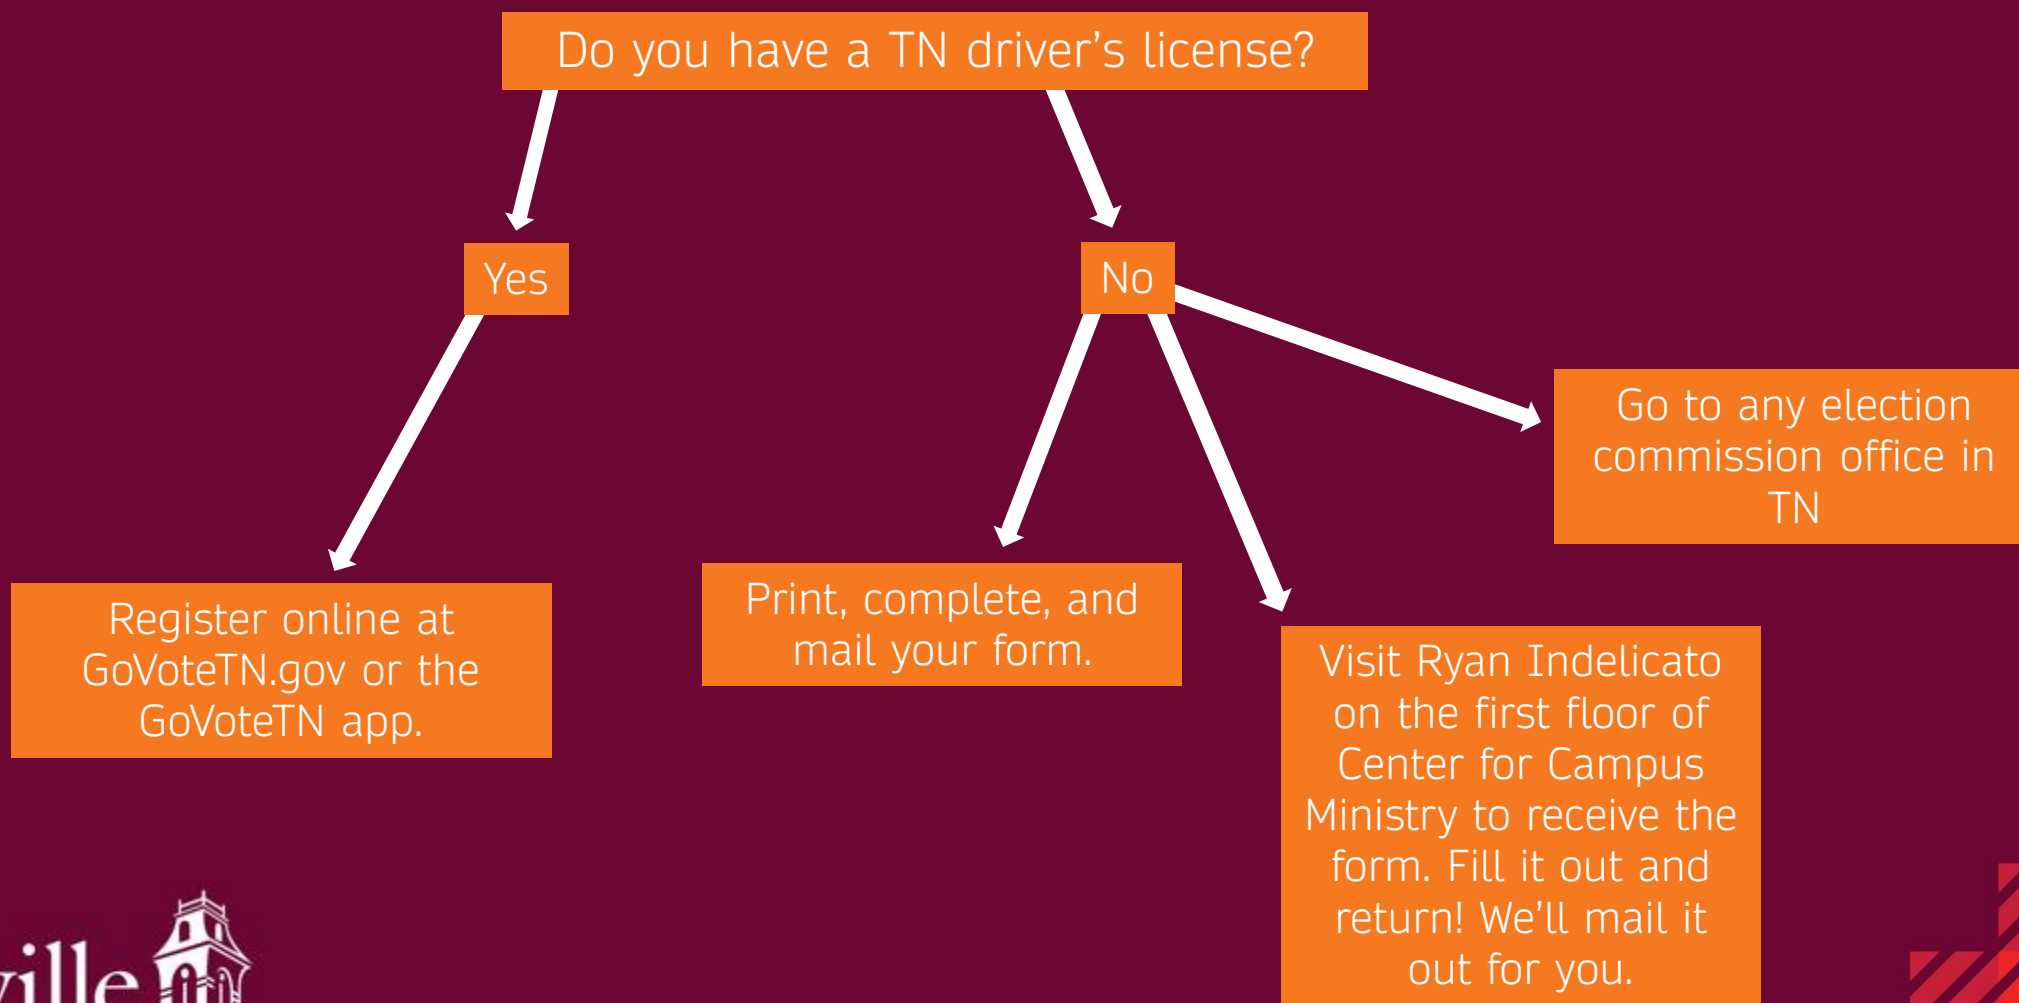 Do you have a TN driver’s license?
Yes
No
Go to any election
commission office in
TN
Register online at
GoVoteTN.gov or the
GoVoteTN app.
Print, complete, and
mail your form.
Visit Ryan Indelicato
on the first floor of
Center for Campus
Ministry to receive the
form. Fill it out and
return! We’ll mail it
out for you.
ville